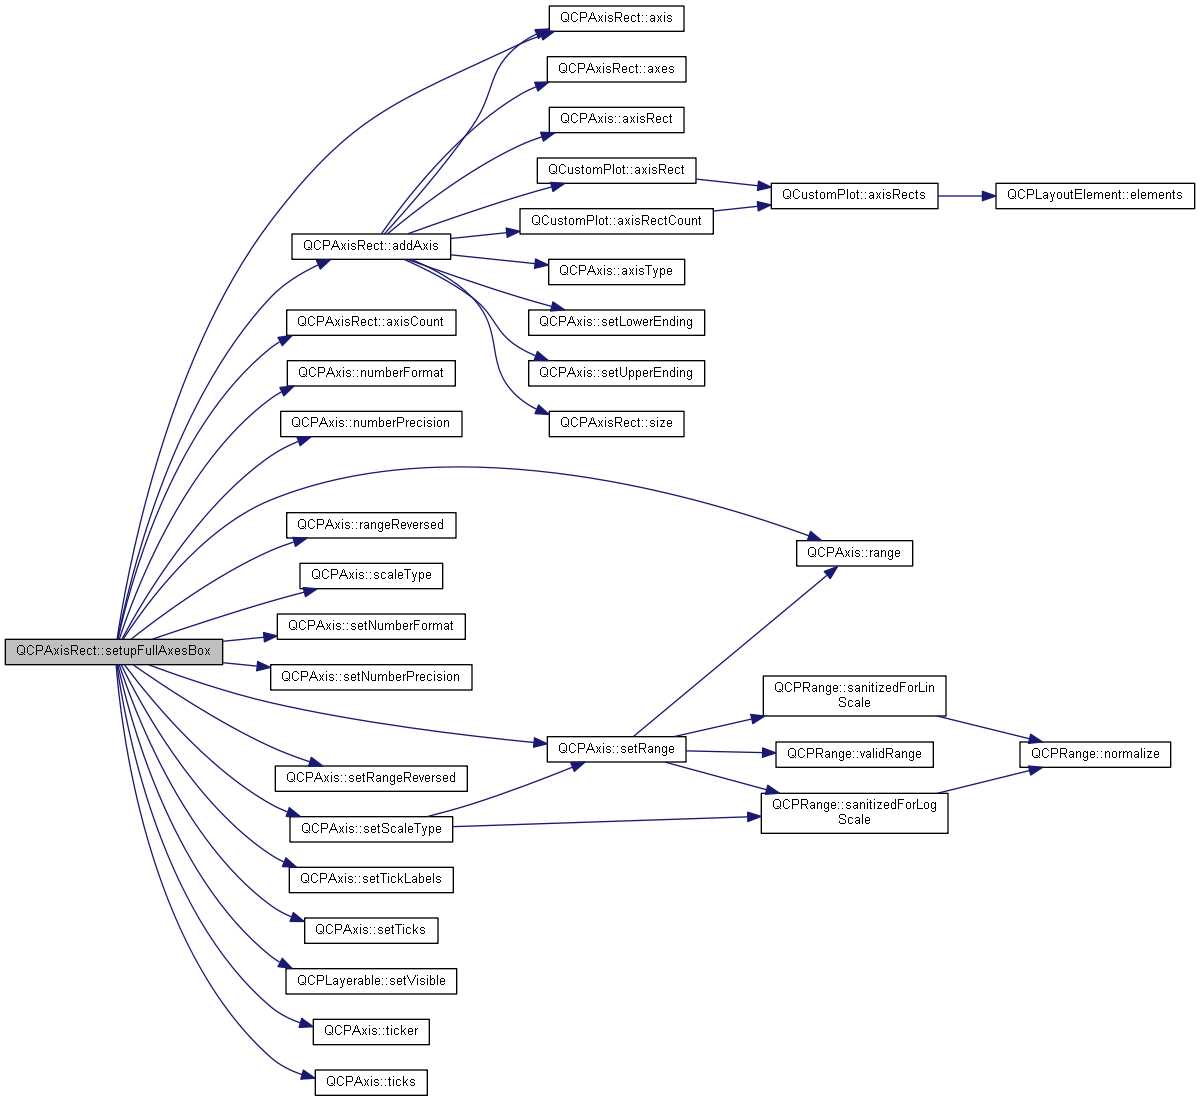 QCPAxisRect::axis
QCPAxisRect::axes
QCPAxis::axisRect
QCustomPlot::axisRect
QCustomPlot::axisRects
QCPLayoutElement::elements
QCustomPlot::axisRectCount
QCPAxisRect::addAxis
QCPAxis::axisType
QCPAxisRect::axisCount
QCPAxis::setLowerEnding
QCPAxis::numberFormat
QCPAxis::setUpperEnding
QCPAxis::numberPrecision
QCPAxisRect::size
QCPAxis::rangeReversed
QCPAxis::range
QCPAxis::scaleType
QCPAxis::setNumberFormat
QCPAxisRect::setupFullAxesBox
QCPAxis::setNumberPrecision
QCPRange::sanitizedForLin
Scale
QCPAxis::setRange
QCPRange::validRange
QCPRange::normalize
QCPAxis::setRangeReversed
QCPRange::sanitizedForLog
Scale
QCPAxis::setScaleType
QCPAxis::setTickLabels
QCPAxis::setTicks
QCPLayerable::setVisible
QCPAxis::ticker
QCPAxis::ticks